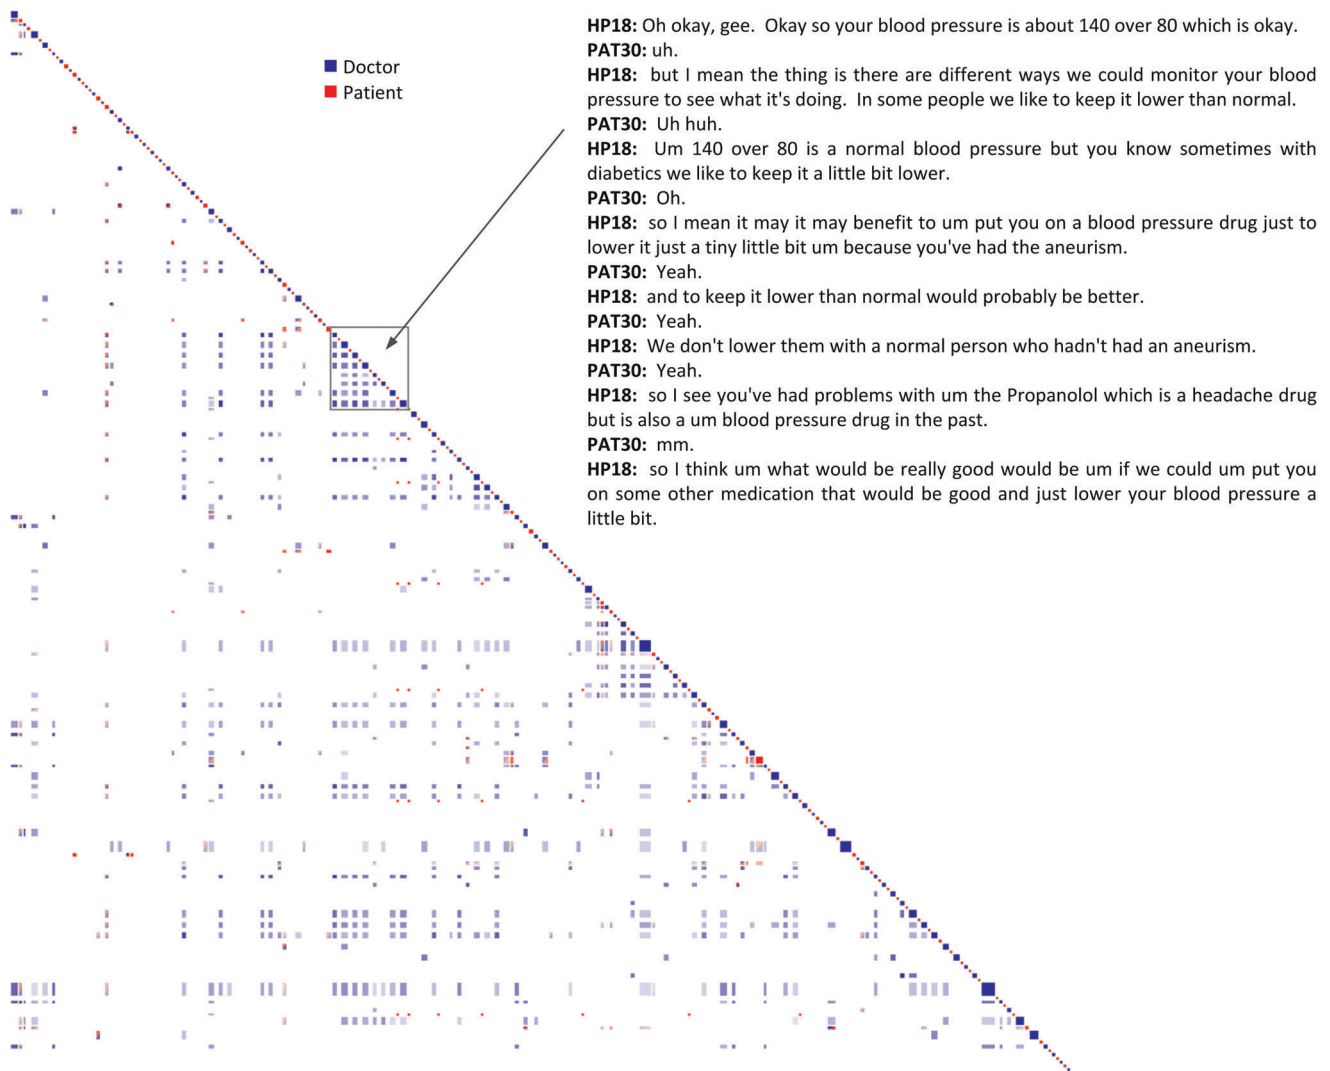 Doctor
Patient
HP18: Oh okay, gee. Okay so your blood pressure is about 140 over 80 which is okay.
PAT30: uh.
HP18: but I mean the thing is there are different ways we could monitor your blood
pressure to see what it's doing. In some people we like to keep it lower than normal.
PAT30: Uh huh.
HP18: Um 140 over 80 is a normal blood pressure but you know sometimes with
diabetics we like to keep it a little bit lower.
PAT30: Oh.
HP18: so I mean it may it may benefit to um put you on a blood pressure drug just to
lower it just a tiny little bit um because you've had the aneurism.
PAT30: Yeah.
HP18: and to keep it lower than normal would probably be better.
PAT30: Yeah.
HP18: We don't lower them with a normal person who hadn't had an aneurism.
PAT30: Yeah.
HP18: so I see you've had problems with um the Propanolol which is a headache drug
but is also a um blood pressure drug in the past.
PAT30: mm.
HP18: so I think um what would be really good would be um if we could um put you
on some other medication that would be good and just lower your blood pressure a
little bit.